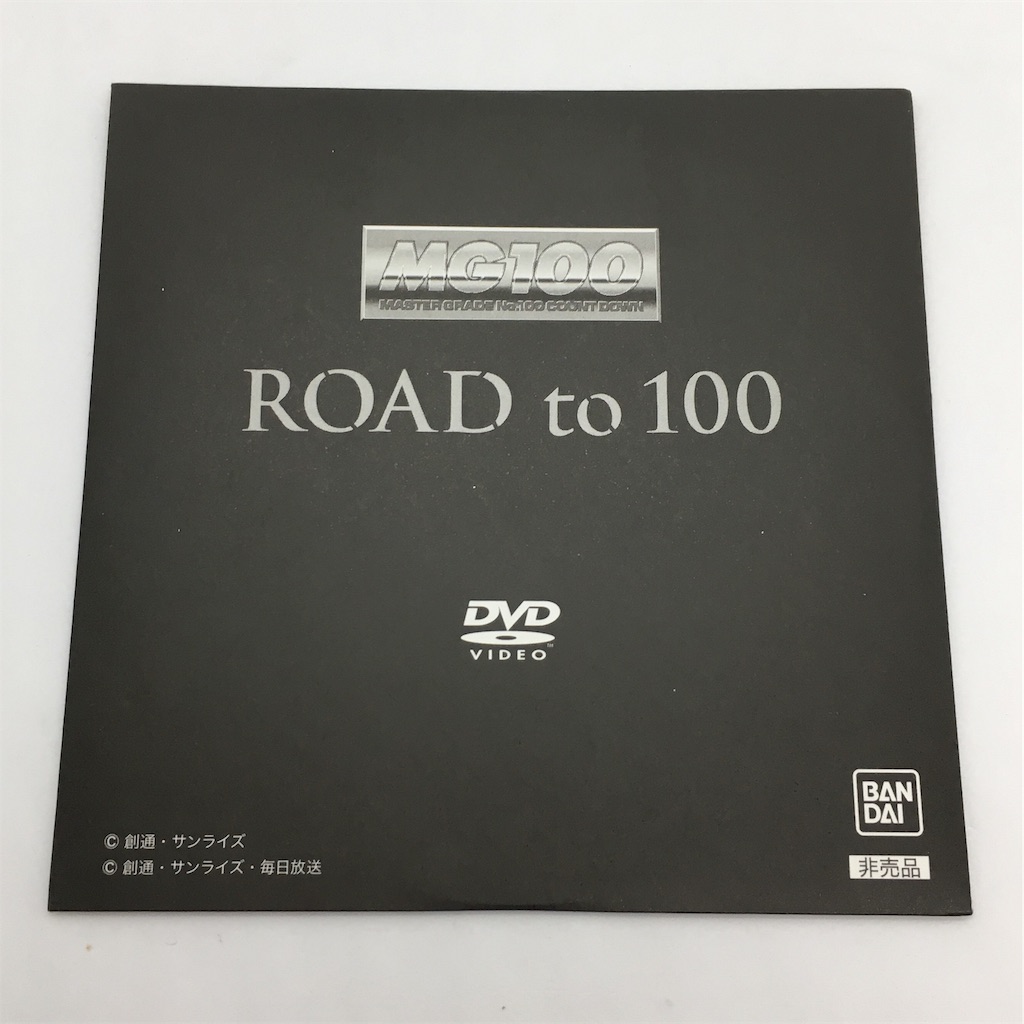 MG100
MASTER GRADE No.100 COUNT DOWN
ROAD to 100
DVD
VIDEO
TM
BAN
DAI
© 創通・サンライズ
© 創通・サンライズ・毎日放送
非売品